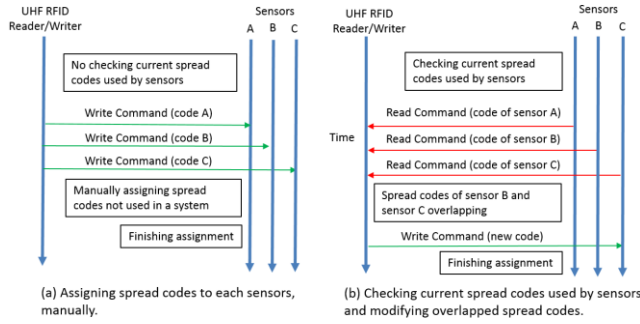 UHF RFID
Reader/Writer
Sensors
A B C
No checking current spread
codes used by sensors
Write Command (code A)
Write Command (code B)
Write Command (code C)
Manually assigning spread
codes not used in a system
Finishing assignment
(a) Assigning spread codes to each sensors,
manually.
UHF RFID
Reader/Writer
Sensors
A B C
Checking current spread
codes used by sensors
Read Command (code of sensor A)
Time
Read Command (code of sensor B)
Read Command (code of sensor C)
Spread codes of sensor B and
sensor C overlapping
Write Command (new code)
Finishing assignment
(b) Checking current spread codes used by sensors
and modifying overlapped spread codes.